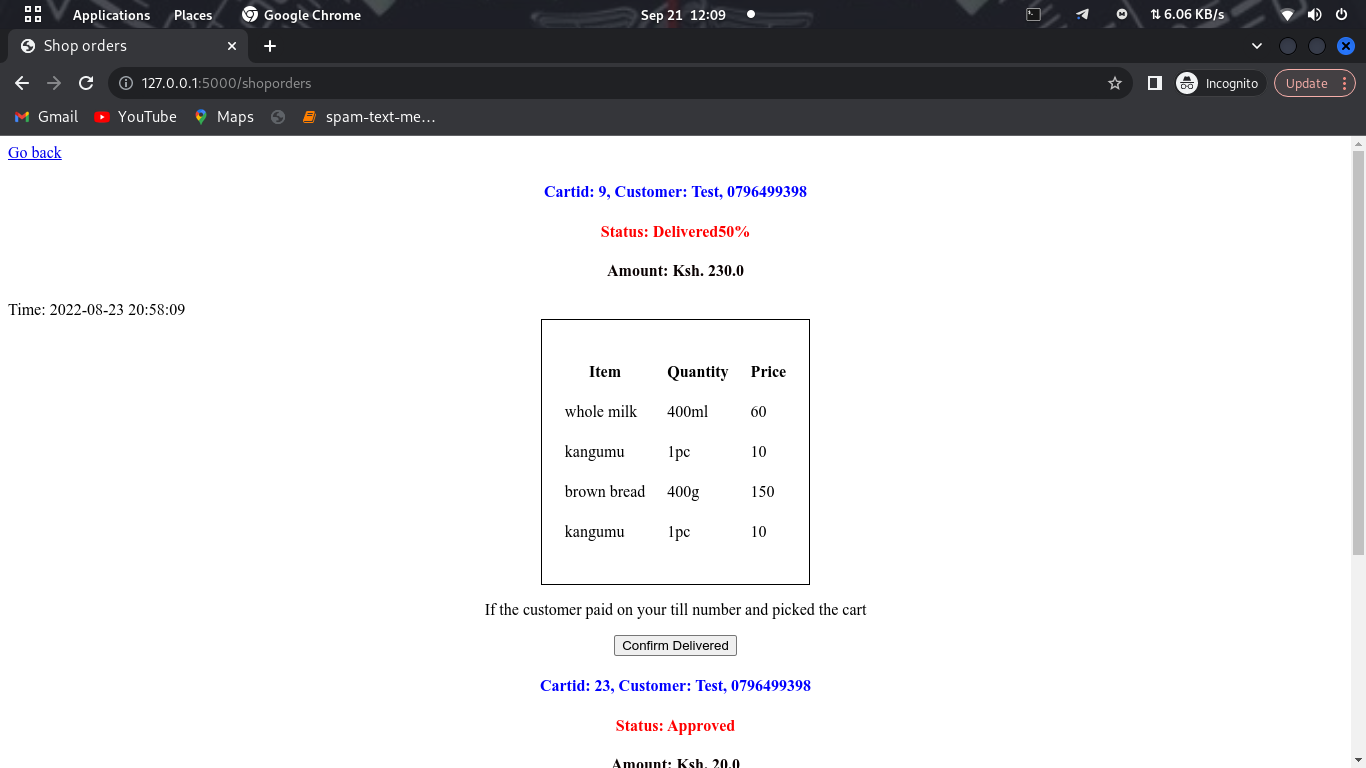 Applications Places Google Chrome Sep 21 12:09 6.06 KB/s
Shop orders
127.0.0.1:5000/shoporders Incognito Update
Gmail YouTube Maps spam-text-me...
Go back
Cartid: 9, Customer: Test, 0796499398
Status: Delivered50%
Amount: Ksh. 230.0
Time: 2022-08-23 20:58:09
Item Quantity Price
whole milk 400ml 60
kangumu 1pc 10
brown bread 400g 150
kangumu 1pc 10
If the customer paid on your till number and picked the cart
Confirm Delivered
Cartid: 23, Customer: Test, 0796499398
Status: Approved
Amount: Ksh. 20.0